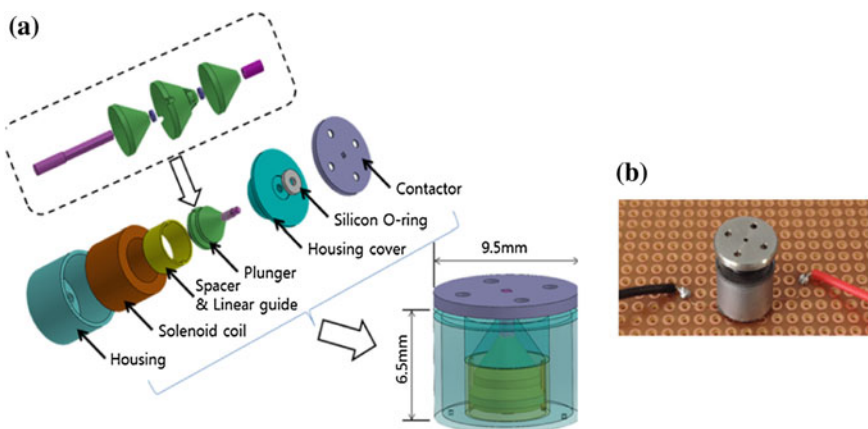 (a)
Contactor
Silicon O-ring
Housing cover
Plunger
Spacer
& Linear guide
Solenoid coil
Housing
9.5mm
6.5mm
(b)